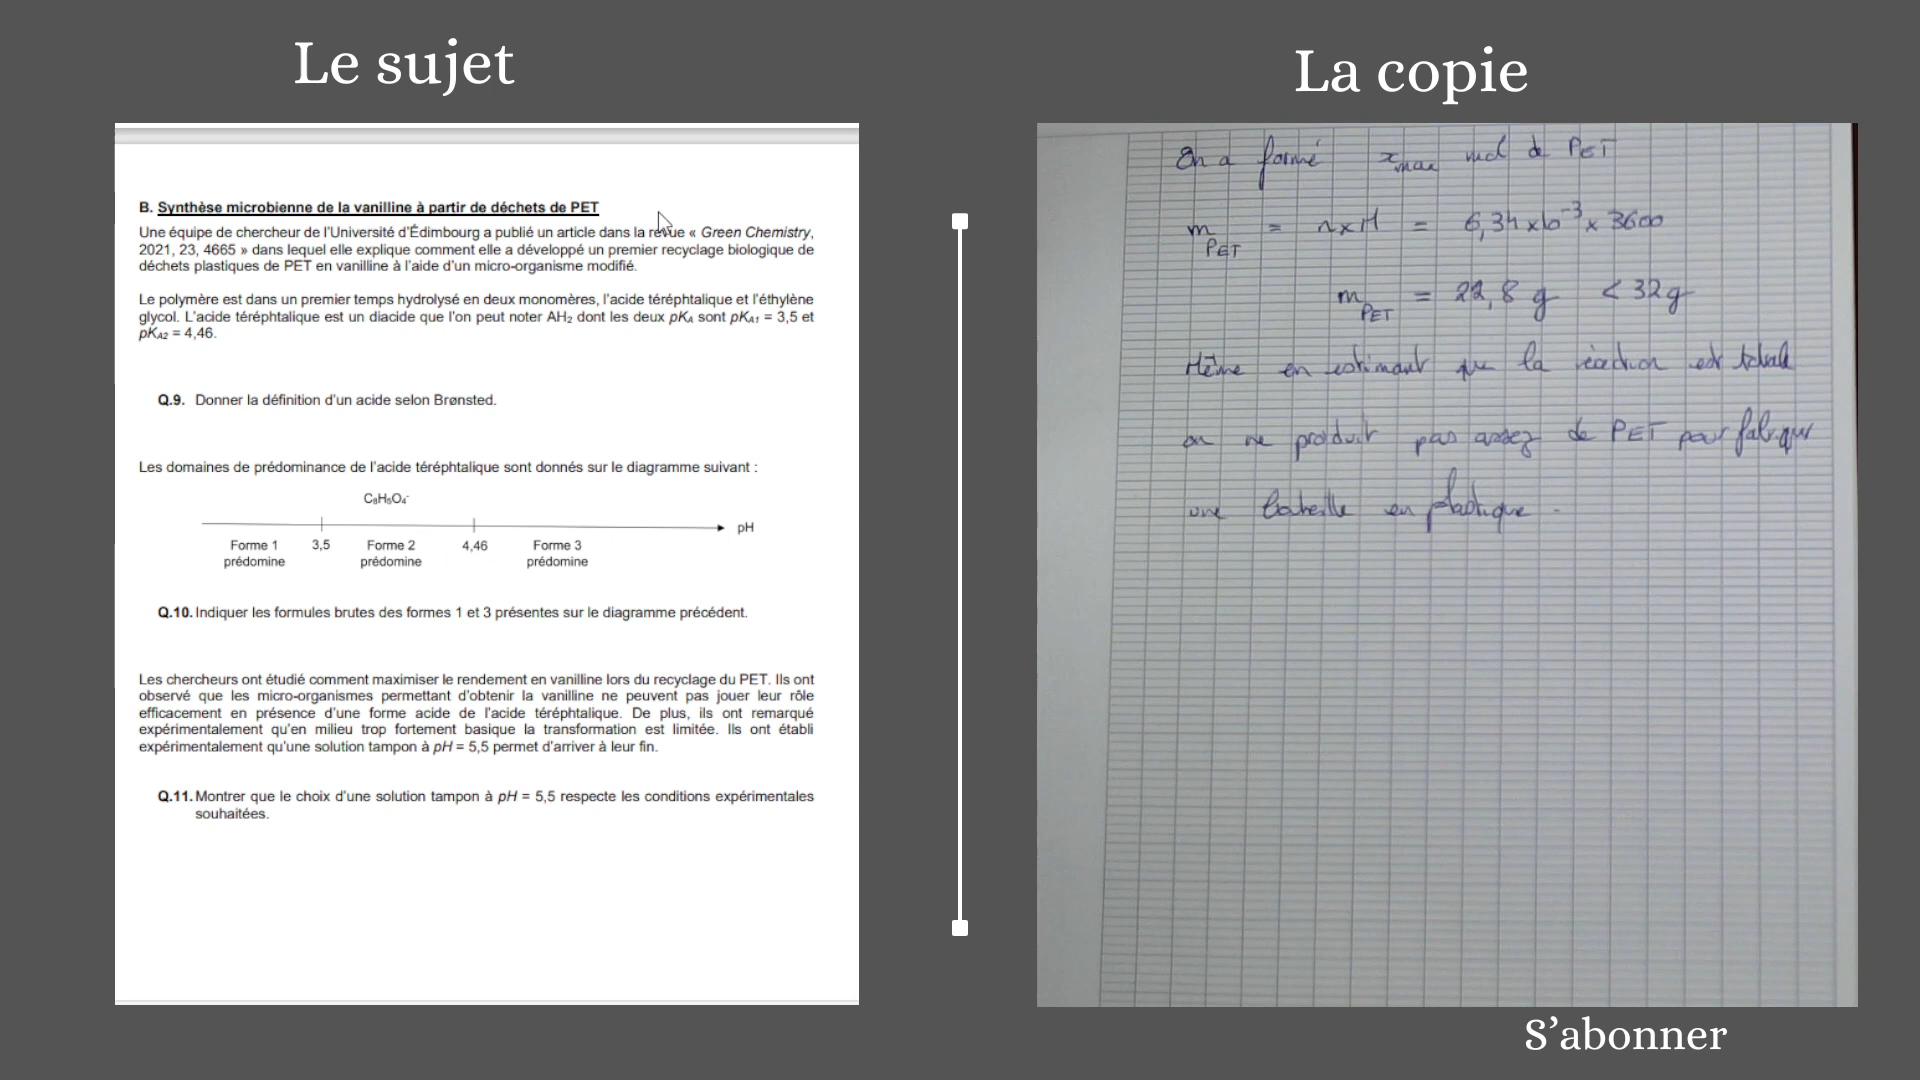 Le sujet
B. Synthèse microbienne de la vanilline à partir de déchets de PET
Une équipe de chercheur de l'Université d'Édimbourg a publié un article dans la revue « Green Chemistry,
2021, 23, 4665 » dans lequel elle explique comment elle a développé un premier recyclage biologique de
déchets plastiques de PET en vanilline à l'aide d'un micro-organisme modifié.
Le polymère est dans un premier temps hydrolysé en deux monomères, l'acide téréphtalique et l'éthylène
glycol. L'acide téréphtalique est un diacide que l'on peut noter AH₂ dont les deux pKA sont pKA1 = 3,5 et
pKA2 = 4,46.
Q.9. Donner la définition d'un acide selon Brønsted.
Les domaines de prédominance de l'acide téréphtalique sont donnés sur le diagramme suivant :
C₈H₅O₄⁻
pH
Forme 1 3,5 Forme 2 4,46 Forme 3
prédomine prédomine prédomine
Q.10. Indiquer les formules brutes des formes 1 et 3 présentes sur le diagramme précédent.
Les chercheurs ont étudié comment maximiser le rendement en vanilline lors du recyclage du PET. Ils ont
observé que les micro-organismes permettant d'obtenir la vanilline ne peuvent pas jouer leur rôle
efficacement en présence d'une forme acide de l'acide téréphtalique. De plus, ils ont remarqué
expérimentalement qu'en milieu trop fortement basique la transformation est limitée. Ils ont établi
expérimentalement qu'une solution tampon à pH = 5,5 permet d'arriver à leur fin.
Q.11. Montrer que le choix d'une solution tampon à pH = 5,5 respecte les conditions expérimentales
souhaitées.
La copie
On a formé xmax mol de PET
m PET = n x M = 6,34 x 10⁻³ x 3600
m PET = 22,8 g < 32g
Même en estimant que la réaction est totale
on ne produit pas assez de PET pour fabriquer
une bouteille en plastique.
S'abonner